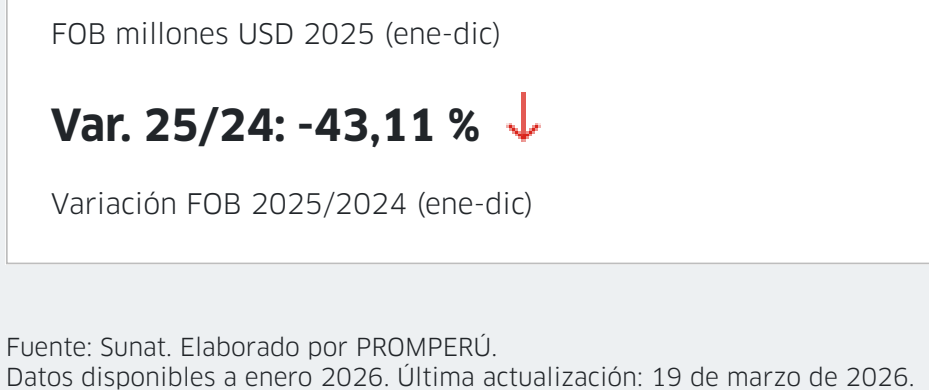 FOB millones USD 2025 (ene-dic)
Var. 25/24: -43,11 %
Variación FOB 2025/2024 (ene-dic)
Fuente: Sunat. Elaborado por PROMPERÚ.
Datos disponibles a enero 2026. Última actualización: 19 de marzo de 2026.